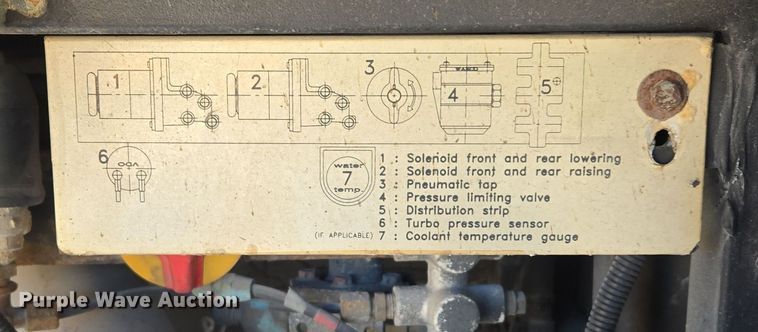 1
2
3
WABCO
4
5
6
VDO
water
7
temp.
1 : Solenoid front and rear lowering
2 : Solenoid front and rear raising
3 : Pneumatic tap
4 : Pressure limiting valve
5 : Distribution strip
6 : Turbo pressure sensor
(IF APPLICABLE) 7 : Coolant temperature gauge
Purple Wave Auction